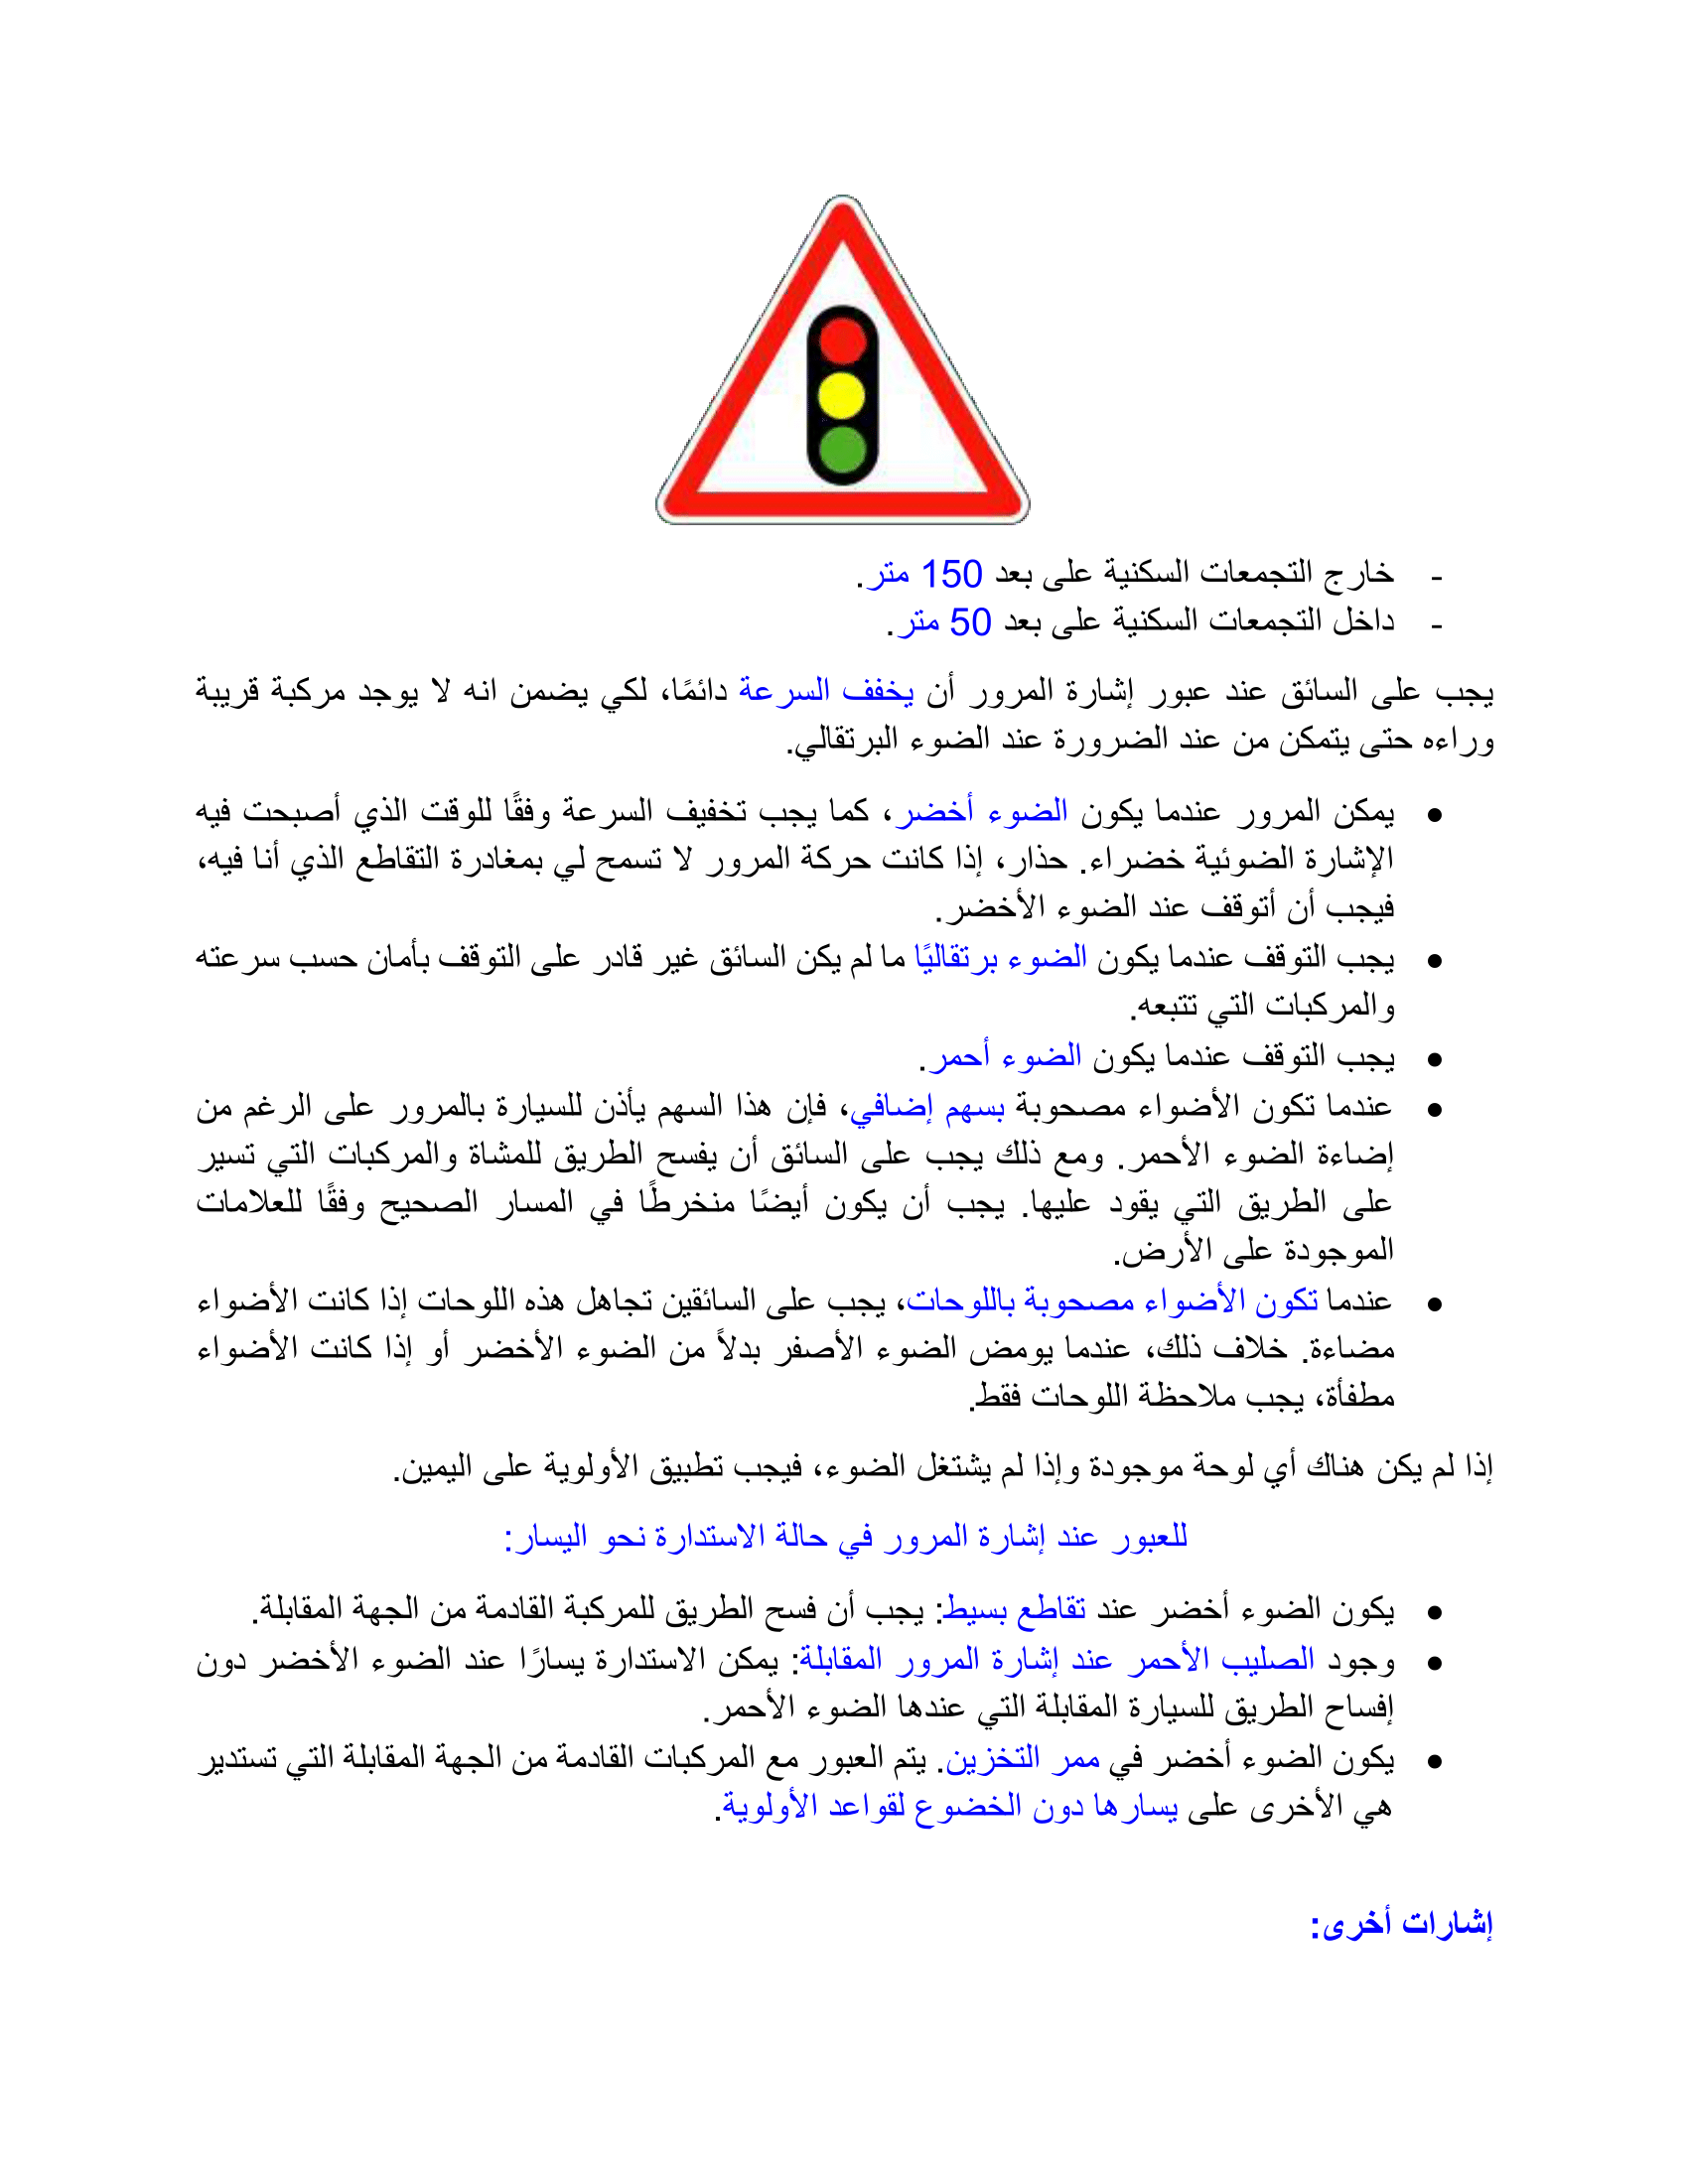 - خارج التجمعات السكنية على بعد 150 متر.
- داخل التجمعات السكنية على بعد 50 متر.
يجب على السائق عند عبور إشارة المرور أن يخفف السرعة دائمًا، لكي يضمن انه لا يوجد مركبة قريبة
وراءه حتى يتمكن من عند الضرورة عند الضوء البرتقالي.
• يمكن المرور عندما يكون الضوء أخضر، كما يجب تخفيف السرعة وفقًا للوقت الذي أصبحت فيه
الإشارة الضوئية خضراء. حذار، إذا كانت حركة المرور لا تسمح لي بمغادرة التقاطع الذي أنا فيه،
فيجب أن أتوقف عند الضوء الأخضر.
• يجب التوقف عندما يكون الضوء برتقاليًا ما لم يكن السائق غير قادر على التوقف بأمان حسب سرعته
والمركبات التي تتبعه.
• يجب التوقف عندما يكون الضوء أحمر.
• عندما تكون الأضواء مصحوبة بسهم إضافي، فإن هذا السهم يأذن للسيارة بالمرور على الرغم من
إضاءة الضوء الأحمر. ومع ذلك يجب على السائق أن يفسح الطريق للمشاة والمركبات التي تسير
على الطريق التي يقود عليها. يجب أن يكون أيضًا منخرطًا في المسار الصحيح وفقًا للعلامات
الموجودة على الأرض.
• عندما تكون الأضواء مصحوبة باللوحات، يجب على السائقين تجاهل هذه اللوحات إذا كانت الأضواء
مضاءة. خلاف ذلك، عندما يومض الضوء الأصفر بدلاً من الضوء الأخضر أو إذا كانت الأضواء
مطفأة، يجب ملاحظة اللوحات فقط.
إذا لم يكن هناك أي لوحة موجودة وإذا لم يشتغل الضوء، فيجب تطبيق الأولوية على اليمين.
للعبور عند إشارة المرور في حالة الاستدارة نحو اليسار:
• يكون الضوء أخضر عند تقاطع بسيط: يجب أن فسح الطريق للمركبة القادمة من الجهة المقابلة.
• وجود الصليب الأحمر عند إشارة المرور المقابلة: يمكن الاستدارة يسارًا عند الضوء الأخضر دون
إفساح الطريق للسيارة المقابلة التي عندها الضوء الأحمر.
• يكون الضوء أخضر في ممر التخزين. يتم العبور مع المركبات القادمة من الجهة المقابلة التي تستدير
هي الأخرى على يسارها دون الخضوع لقواعد الأولوية.
إشارات أخرى: